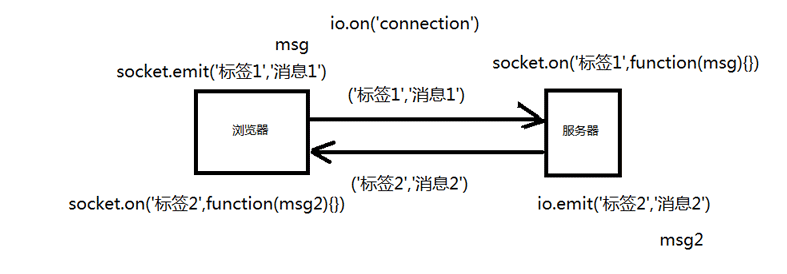 io.on('connection')
msg
socket.emit('标签1','消息1')
socket.on('标签1',function(msg){})
('标签1','消息1')
浏览器
服务器
('标签2','消息2')
socket.on('标签2',function(msg2){})
io.emit('标签2','消息2')
msg2